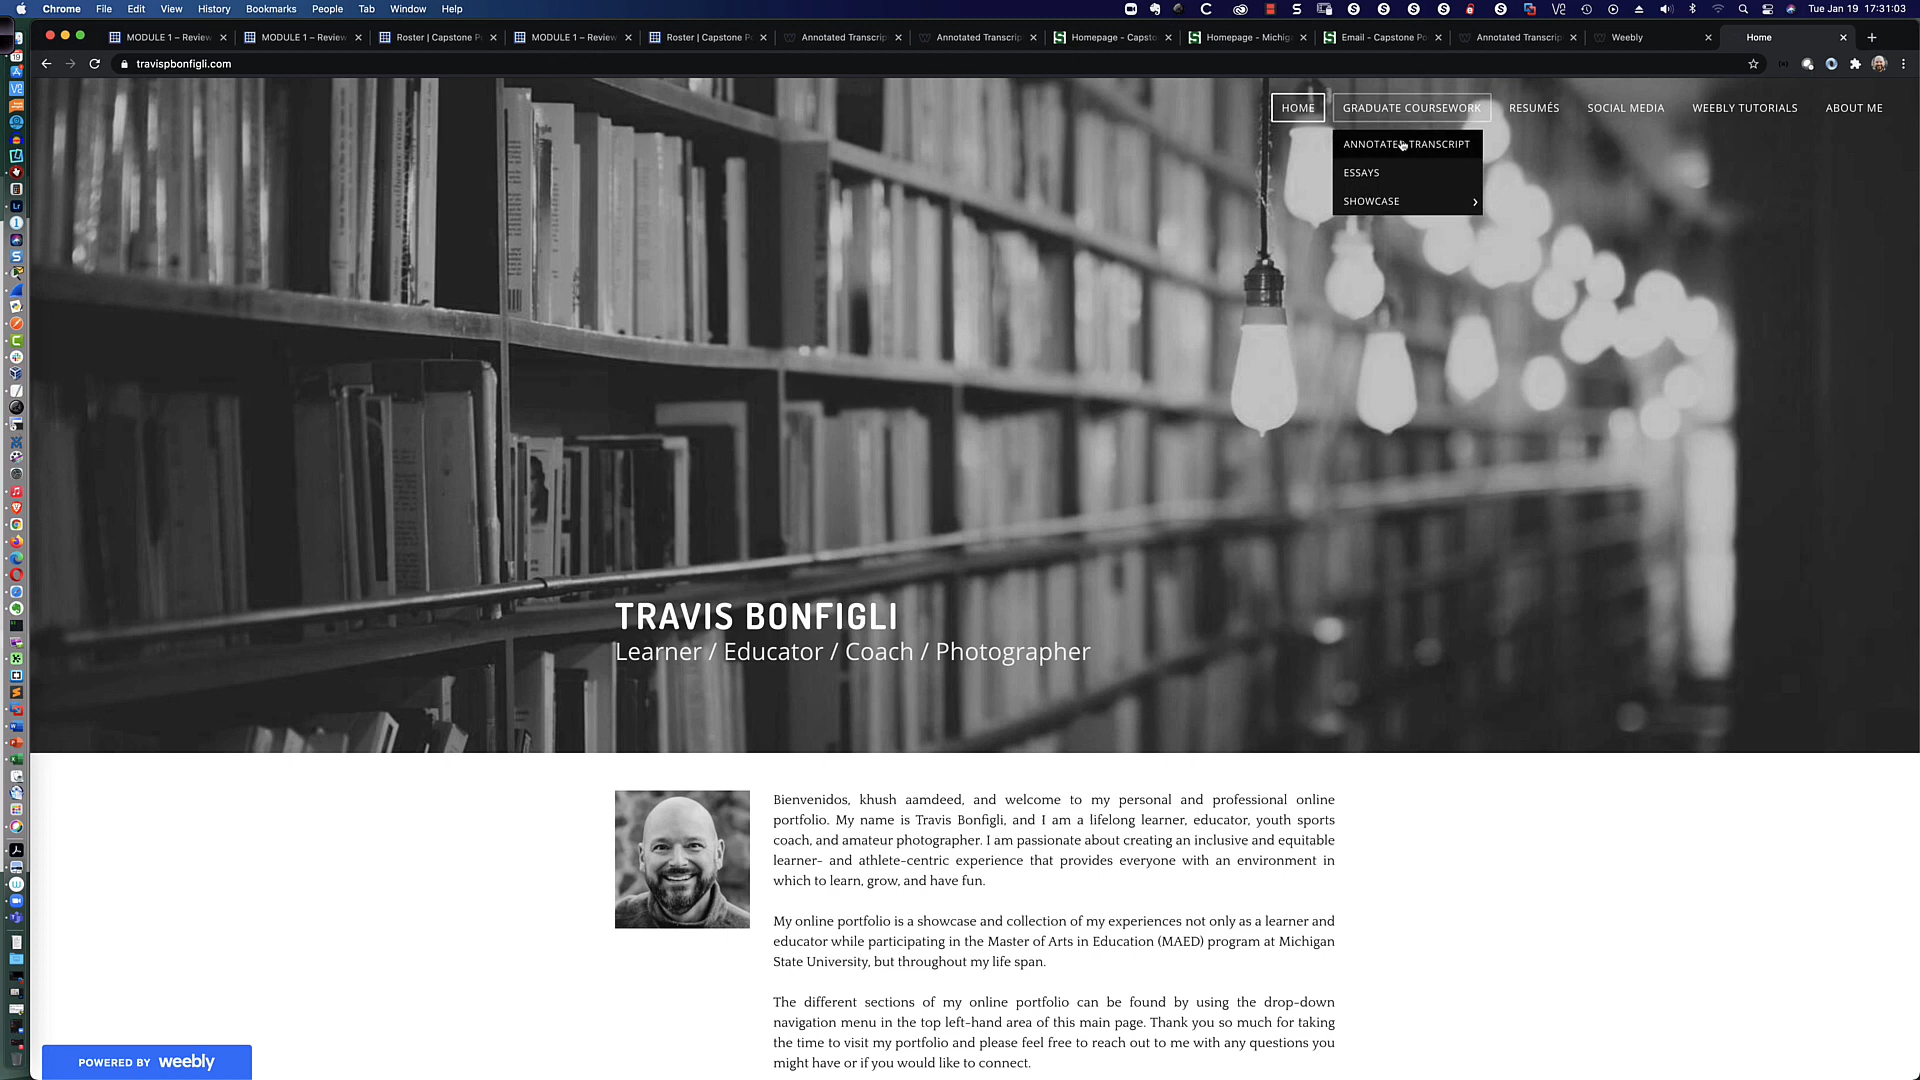 Chrome File Edit View History Bookmarks People Tab Window Help
Tue Jan 19 17:31:03
MODULE 1 – Review
MODULE 1 – Review
Roster | Capstone P
MODULE 1 – Review
Roster | Capstone P
Annotated Transcrip
Annotated Transcrip
Homepage - Capsto
Homepage - Michig
Email - Capstone Po
Annotated Transcrip
Weebly
Home
travispbonfigli.com
HOME GRADUATE COURSEWORK RESUMÉS SOCIAL MEDIA WEEBLY TUTORIALS ABOUT ME
ANNOTATED TRANSCRIPT
ESSAYS
SHOWCASE
TRAVIS BONFIGLI
Learner / Educator / Coach / Photographer
Bienvenidos, khush aamdeed, and welcome to my personal and professional online
portfolio. My name is Travis Bonfigli, and I am a lifelong learner, educator, youth sports
coach, and amateur photographer. I am passionate about creating an inclusive and equitable
learner- and athlete-centric experience that provides everyone with an environment in
which to learn, grow, and have fun.
My online portfolio is a showcase and collection of my experiences not only as a learner and
educator while participating in the Master of Arts in Education (MAED) program at Michigan
State University, but throughout my life span.
The different sections of my online portfolio can be found by using the drop-down
navigation menu in the top left-hand area of this main page. Thank you so much for taking
the time to visit my portfolio and please feel free to reach out to me with any questions you
might have or if you would like to connect.
POWERED BY weebly